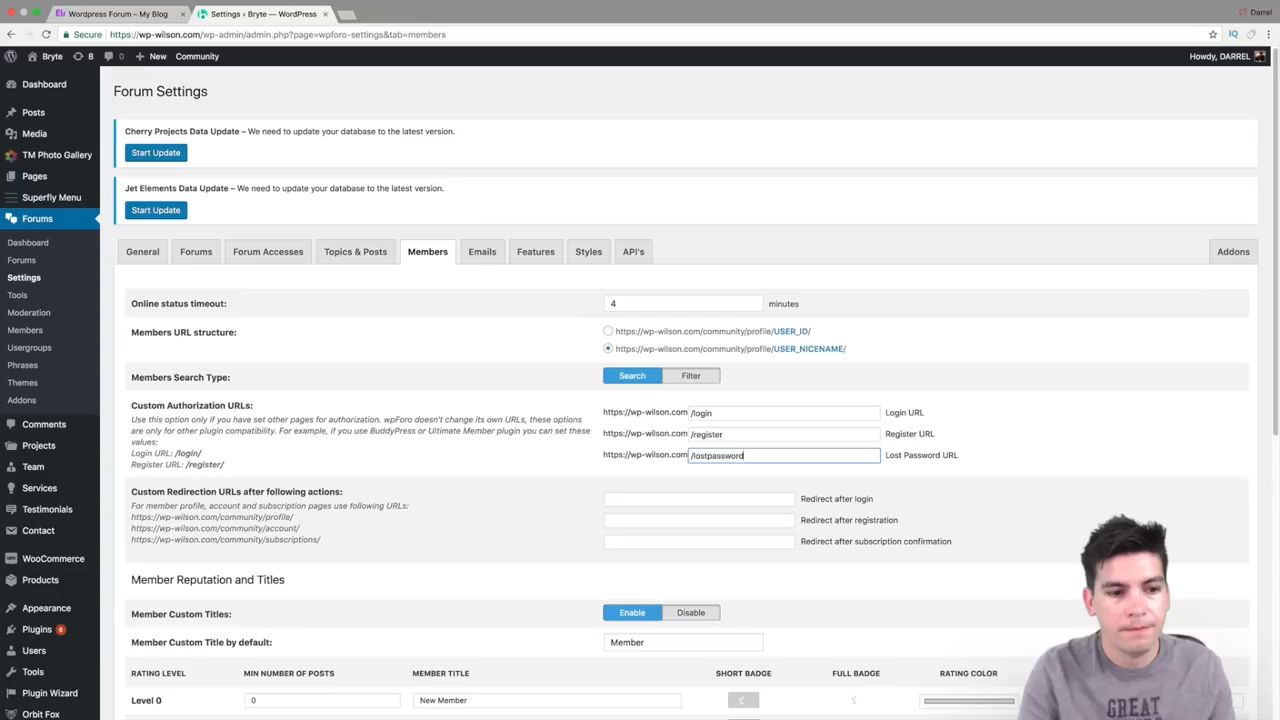 Wordpress Forum – My Blog
Settings ‹ Bryte — WordPress
Darrel
Secure https://wp-wilson.com/wp-admin/admin.php?page=wpforo-settings&tab=members
Bryte 8 0 New Community
Howdy, DARREL
Dashboard
Posts
Media
TM Photo Gallery
Pages
Superfly Menu
Forums
Dashboard
Forums
Settings
Tools
Moderation
Members
Usergroups
Phrases
Themes
Addons
Comments
Projects
Team
Services
Testimonials
Contact
WooCommerce
Products
Appearance
Plugins 6
Users
Tools
Plugin Wizard
Orbit Fox
Forum Settings
Cherry Projects Data Update – We need to update your database to the latest version.
Start Update
Jet Elements Data Update – We need to update your database to the latest version.
Start Update
General Forums Forum Accesses Topics & Posts Members Emails Features Styles API's Addons
Online status timeout: 4 minutes
Members URL structure:
https://wp-wilson.com/community/profile/USER_ID/
https://wp-wilson.com/community/profile/USER_NICENAME/
Members Search Type: Search Filter
Custom Authorization URLs:
Use this option only if you have set other pages for authorization. wpForo doesn't change its own URLs, these options
are only for other plugin compatibility. For example, if you use BuddyPress or Ultimate Member plugin you can set these
values:
Login URL: /login/
Register URL: /register/
https://wp-wilson.com /login Login URL
https://wp-wilson.com /register Register URL
https://wp-wilson.com /lostpassword Lost Password URL
Custom Redirection URLs after following actions:
For member profile, account and subscription pages use following URLs:
https://wp-wilson.com/community/profile/
https://wp-wilson.com/community/account/
https://wp-wilson.com/community/subscriptions/
Redirect after login
Redirect after registration
Redirect after subscription confirmation
Member Reputation and Titles
Member Custom Titles: Enable Disable
Member Custom Title by default: Member
RATING LEVEL MIN NUMBER OF POSTS MEMBER TITLE SHORT BADGE FULL BADGE RATING COLOR
Level 0 0 New Member
GREAT